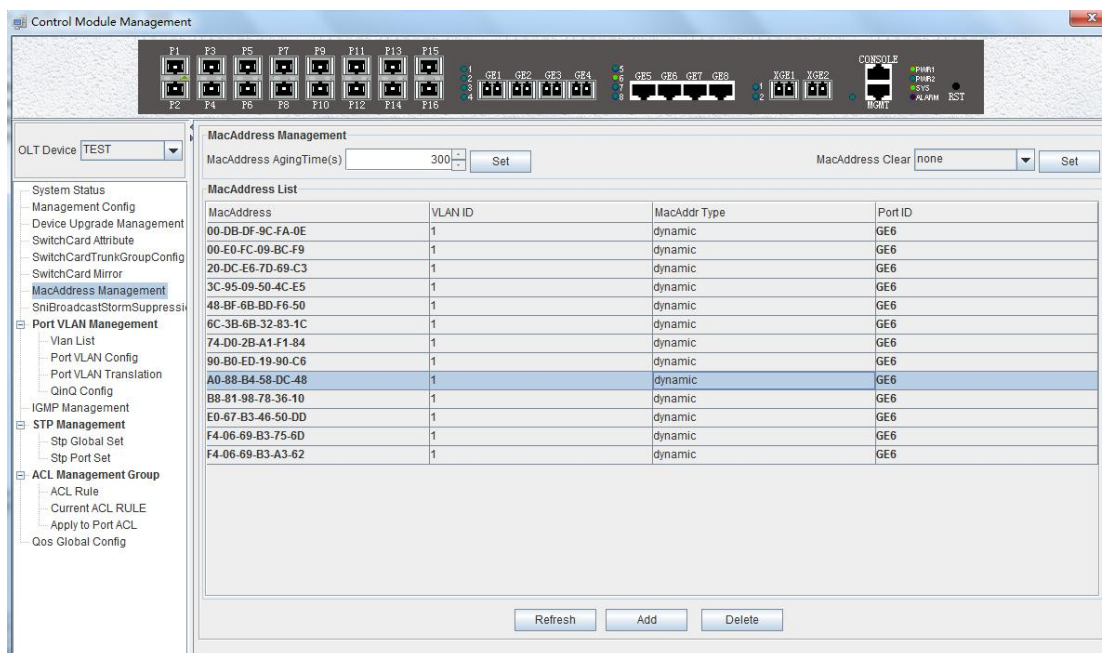 Control Module Management
P1 P3 P5 P7 P9 P11 P13 P15
P2 P4 P6 P8 P10 P12 P14 P16
1
2
3
4
GE1 GE2 GE3 GE4
5
6
7
8
GE5 GE6 GE7 GE8
1
2
XGE1 XGE2
CONSOLE
MGMT
PWR1
PWR2
SYS
ALARM
RST
OLT Device TEST
System Status
Management Config
Device Upgrade Management
SwitchCard Attribute
SwitchCardTrunkGroupConfig
SwitchCard Mirror
MacAddress Management
SniBroadcastStormSuppressi
Port VLAN Management
Vlan List
Port VLAN Config
Port VLAN Translation
QinQ Config
IGMP Management
STP Management
Stp Global Set
Stp Port Set
ACL Management Group
ACL Rule
Current ACL RULE
Apply to Port ACL
Qos Global Config
MacAddress Management
MacAddress AgingTime(s) 300 Set MacAddress Clear none Set
MacAddress List
MacAddress VLAN ID MacAddr Type Port ID
00-DB-DF-9C-FA-0E 1 dynamic GE6
00-E0-FC-09-BC-F9 1 dynamic GE6
20-DC-E6-7D-69-C3 1 dynamic GE6
3C-95-09-50-4C-E5 1 dynamic GE6
48-BF-6B-BD-F6-50 1 dynamic GE6
6C-3B-6B-32-83-1C 1 dynamic GE6
74-D0-2B-A1-F1-84 1 dynamic GE6
90-B0-ED-19-90-C6 1 dynamic GE6
A0-88-B4-58-DC-48 1 dynamic GE6
B8-81-98-78-36-10 1 dynamic GE6
E0-67-B3-46-50-DD 1 dynamic GE6
F4-06-69-B3-75-6D 1 dynamic GE6
F4-06-69-B3-A3-62 1 dynamic GE6
Refresh Add Delete